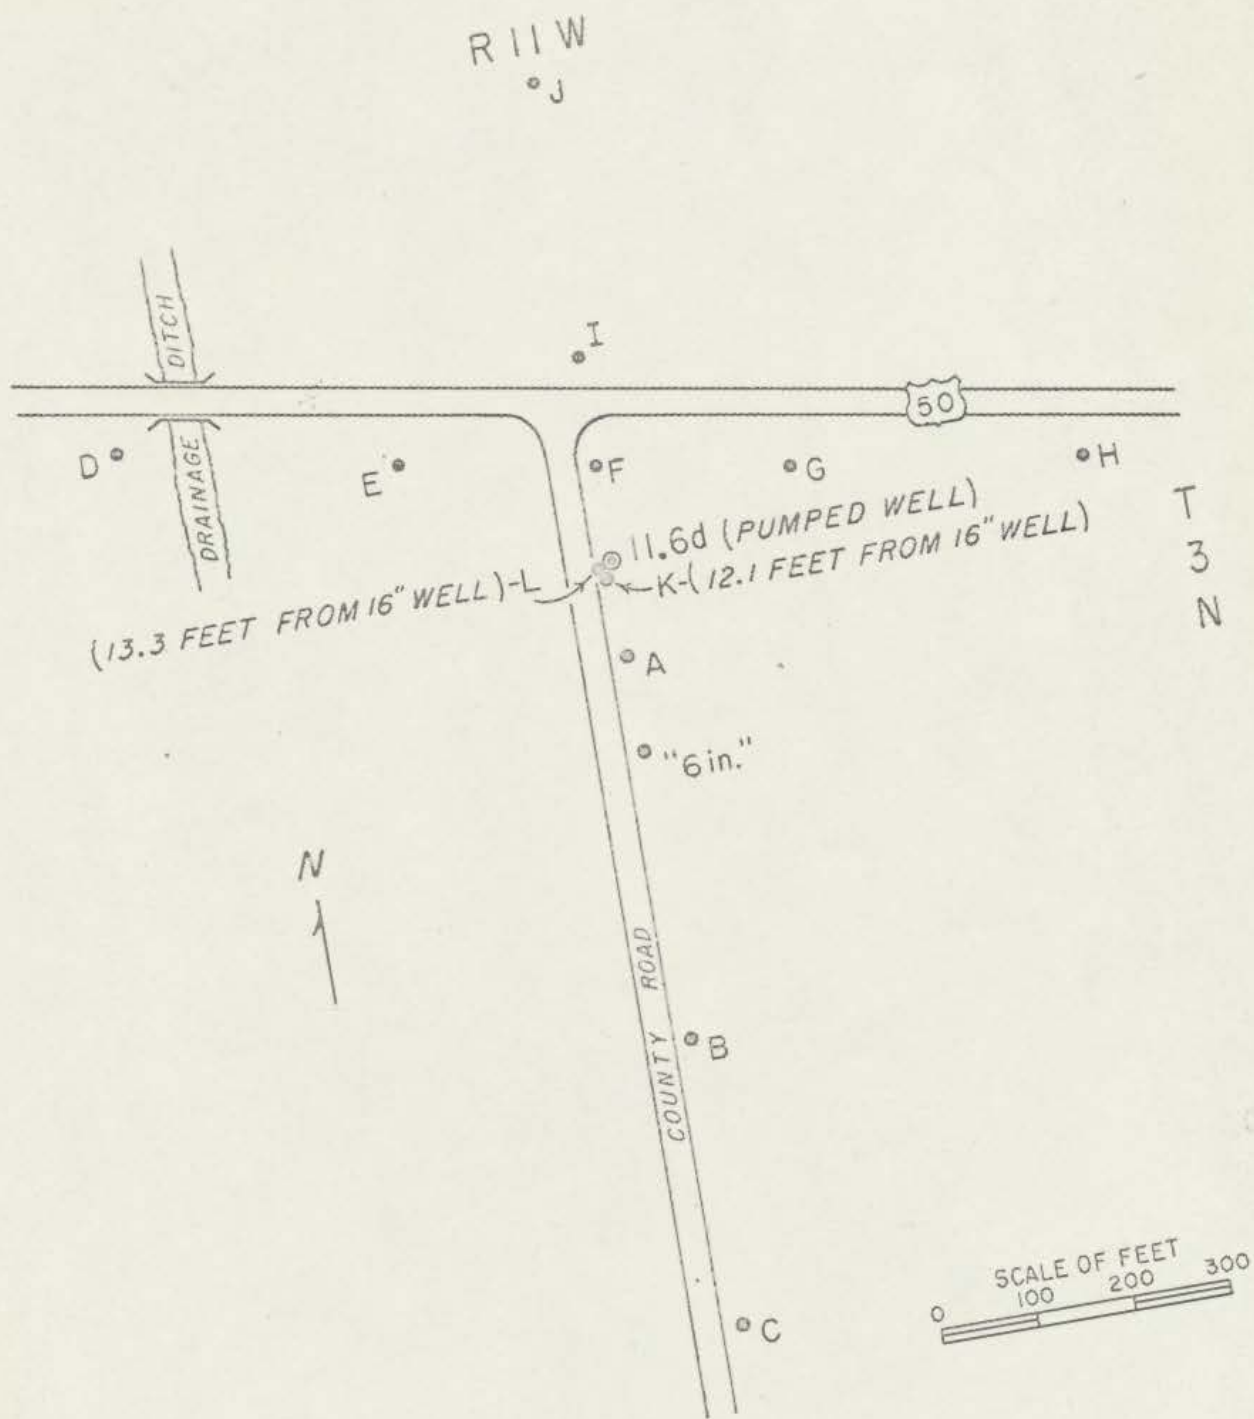 R 11 W
J
DITCH
I
50
D
DRAINAGE
E
F
G
H
T
3
N
11.6d (PUMPED WELL)
K-(12.1 FEET FROM 16" WELL)
(13.3 FEET FROM 16" WELL)-L
A
"6 in."
N
COUNTY ROAD
B
SCALE OF FEET
0 100 200 300
C